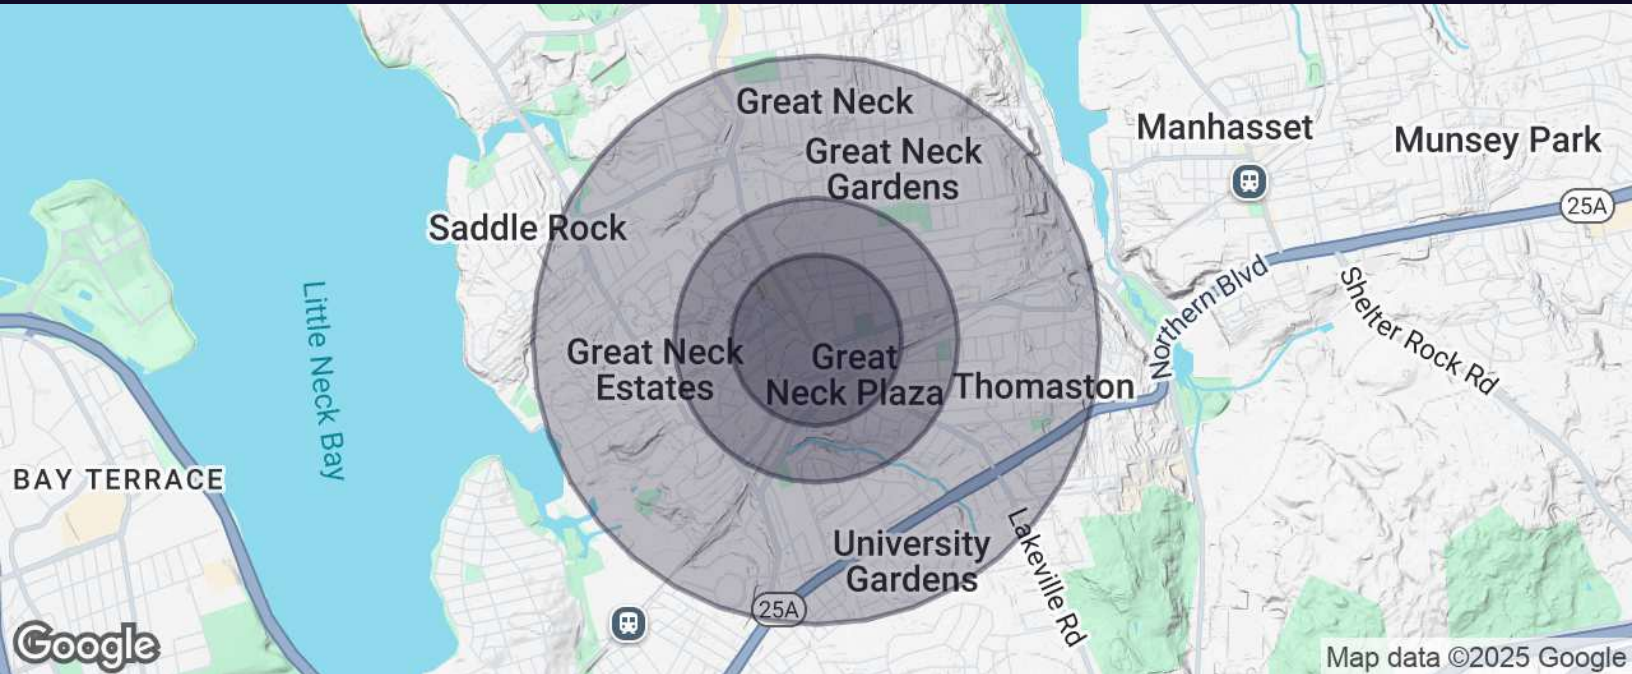 Great Neck
Great Neck
Gardens
Manhasset
Munsey Park
25A
Saddle Rock
Northern Blvd
Shelter Rock Rd
Little Neck Bay
Great Neck
Estates
Great
Neck Plaza
Thomaston
BAY TERRACE
University
Gardens
Lakeville Rd
25A
Google
Map data ©2025 Google